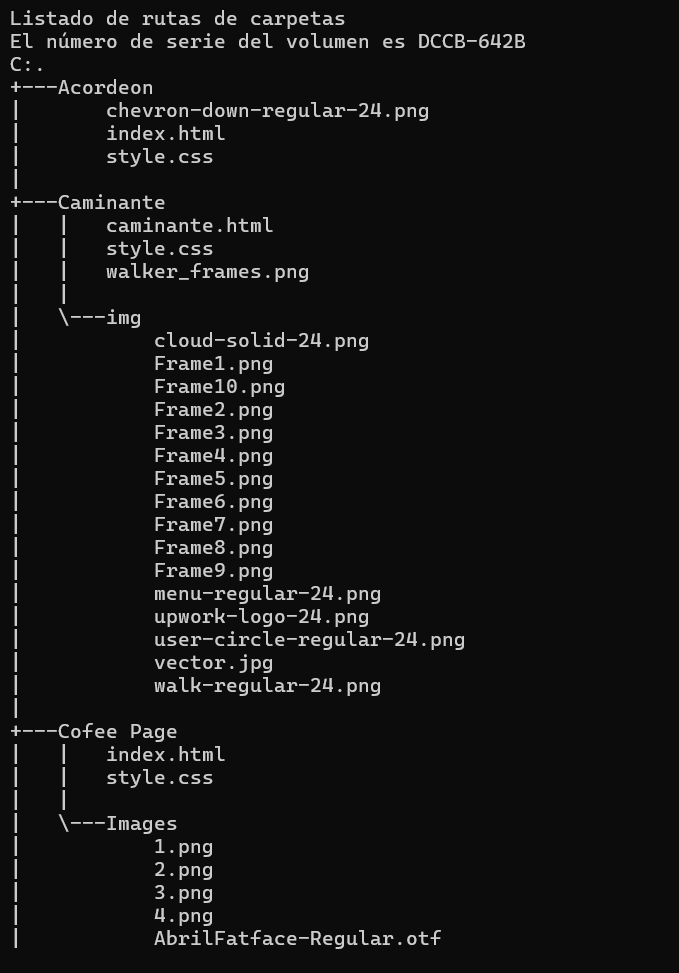 Listado de rutas de carpetas
El número de serie del volumen es DCCB-642B
C:.
+---Acordeon
|       chevron-down-regular-24.png
|       index.html
|       style.css
|
+---Caminante
|   |   caminante.html
|   |   style.css
|   |   walker_frames.png
|   |
|   \---img
|           cloud-solid-24.png
|           Frame1.png
|           Frame10.png
|           Frame2.png
|           Frame3.png
|           Frame4.png
|           Frame5.png
|           Frame6.png
|           Frame7.png
|           Frame8.png
|           Frame9.png
|           menu-regular-24.png
|           upwork-logo-24.png
|           user-circle-regular-24.png
|           vector.jpg
|           walk-regular-24.png
|
+---Cofee Page
|   |   index.html
|   |   style.css
|   |
|   \---Images
|           1.png
|           2.png
|           3.png
|           4.png
|           AbrilFatface-Regular.otf